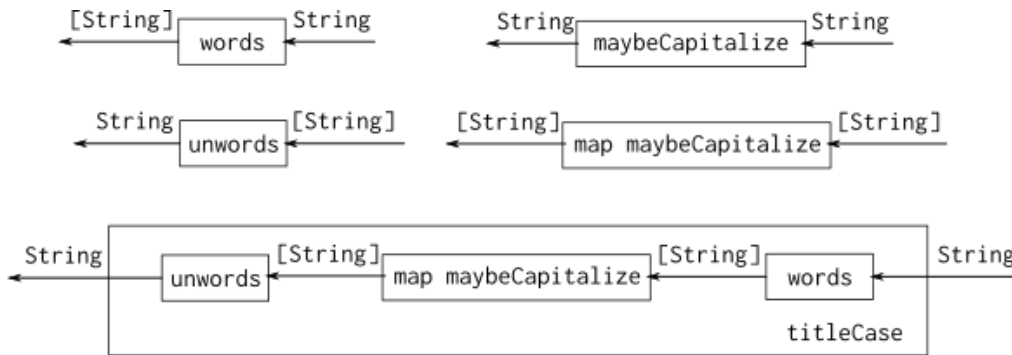 [String] words String
String maybeCapitalize String
String unwords [String]
[String] map maybeCapitalize [String]
String unwords [String] map maybeCapitalize [String] words String
titleCase